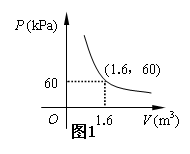 P(kPa)
(1.6, 60)
60
O 1.6 V(m³)
图1